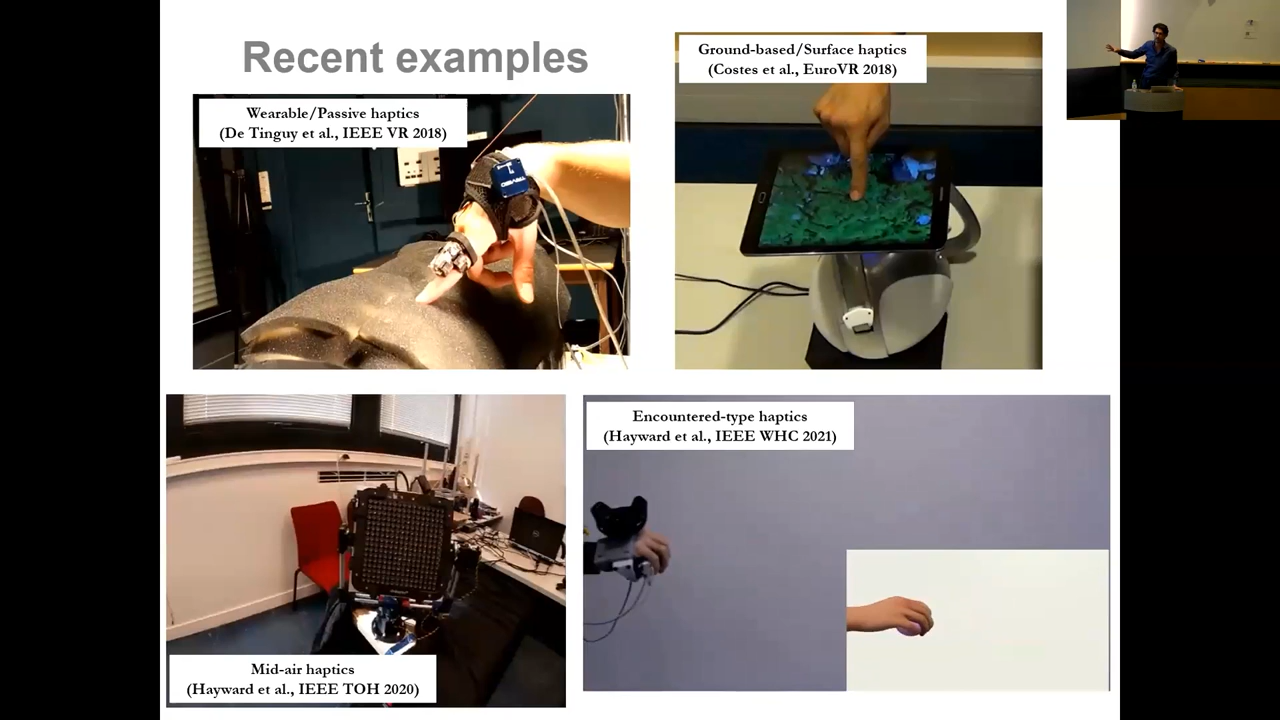 Recent examples
Wearable/Passive haptics
(De Tinguy et al., IEEE VR 2018)
Ground-based/Surface haptics
(Costes et al., EuroVR 2018)
Mid-air haptics
(Hayward et al., IEEE TOH 2020)
Encountered-type haptics
(Hayward et al., IEEE WHC 2021)